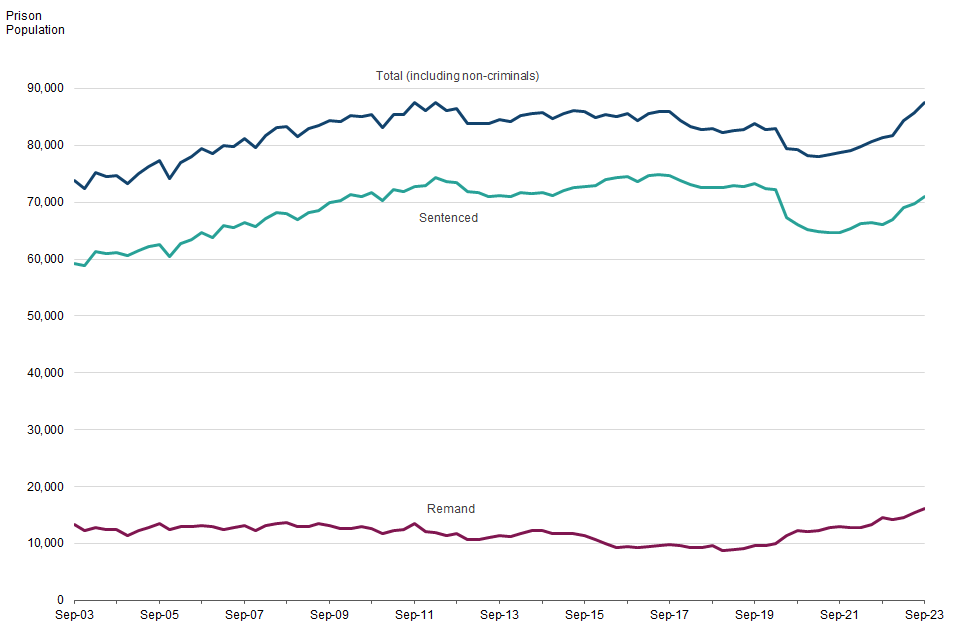 Prison
Population
Total (including non-criminals)
90,000
80,000
70,000
Sentenced
60,000
50,000
40,000
30,000
20,000
Remand
10,000
0
Sep-03 Sep-05 Sep-07 Sep-09 Sep-11 Sep-13 Sep-15 Sep-17 Sep-19 Sep-21 Sep-23